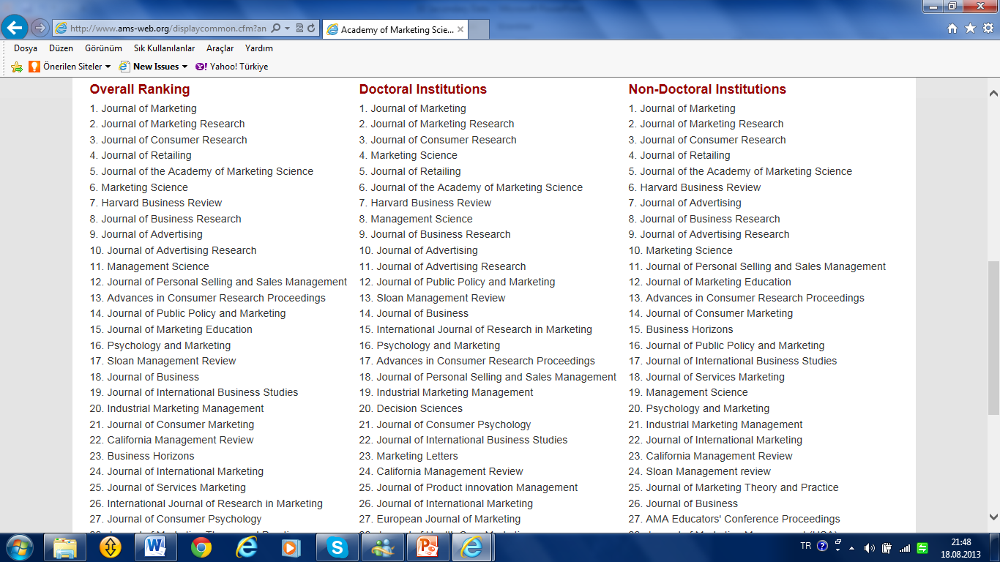 http://www.ams-web.org/displaycommon.cfm?an
Academy of Marketing Scie...
Dosya Düzen Görünüm Sık Kullanılanlar Araçlar Yardım
Önerilen Siteler New Issues Yahoo! Türkiye
Overall Ranking
1. Journal of Marketing
2. Journal of Marketing Research
3. Journal of Consumer Research
4. Journal of Retailing
5. Journal of the Academy of Marketing Science
6. Marketing Science
7. Harvard Business Review
8. Journal of Business Research
9. Journal of Advertising
10. Journal of Advertising Research
11. Management Science
12. Journal of Personal Selling and Sales Management
13. Advances in Consumer Research Proceedings
14. Journal of Public Policy and Marketing
15. Journal of Marketing Education
16. Psychology and Marketing
17. Sloan Management Review
18. Journal of Business
19. Journal of International Business Studies
20. Industrial Marketing Management
21. Journal of Consumer Marketing
22. California Management Review
23. Business Horizons
24. Journal of International Marketing
25. Journal of Services Marketing
26. International Journal of Research in Marketing
27. Journal of Consumer Psychology
Doctoral Institutions
1. Journal of Marketing
2. Journal of Marketing Research
3. Journal of Consumer Research
4. Marketing Science
5. Journal of Retailing
6. Journal of the Academy of Marketing Science
7. Harvard Business Review
8. Management Science
9. Journal of Business Research
10. Journal of Advertising
11. Journal of Advertising Research
12. Journal of Public Policy and Marketing
13. Sloan Management Review
14. Journal of Business
15. International Journal of Research in Marketing
16. Psychology and Marketing
17. Advances in Consumer Research Proceedings
18. Journal of Personal Selling and Sales Management
19. Industrial Marketing Management
20. Decision Sciences
21. Journal of Consumer Psychology
22. Journal of International Business Studies
23. Marketing Letters
24. California Management Review
25. Journal of Product innovation Management
26. Journal of International Marketing
27. European Journal of Marketing
Non-Doctoral Institutions
1. Journal of Marketing
2. Journal of Marketing Research
3. Journal of Consumer Research
4. Journal of Retailing
5. Journal of the Academy of Marketing Science
6. Harvard Business Review
7. Journal of Advertising
8. Journal of Business Research
9. Journal of Advertising Research
10. Marketing Science
11. Journal of Personal Selling and Sales Management
12. Journal of Marketing Education
13. Advances in Consumer Research Proceedings
14. Journal of Consumer Marketing
15. Business Horizons
16. Journal of Public Policy and Marketing
17. Journal of International Business Studies
18. Journal of Services Marketing
19. Management Science
20. Psychology and Marketing
21. Industrial Marketing Management
22. Journal of International Marketing
23. California Management Review
24. Sloan Management review
25. Journal of Marketing Theory and Practice
26. Journal of Business
27. AMA Educators' Conference Proceedings
TR
21:48
18.08.2013